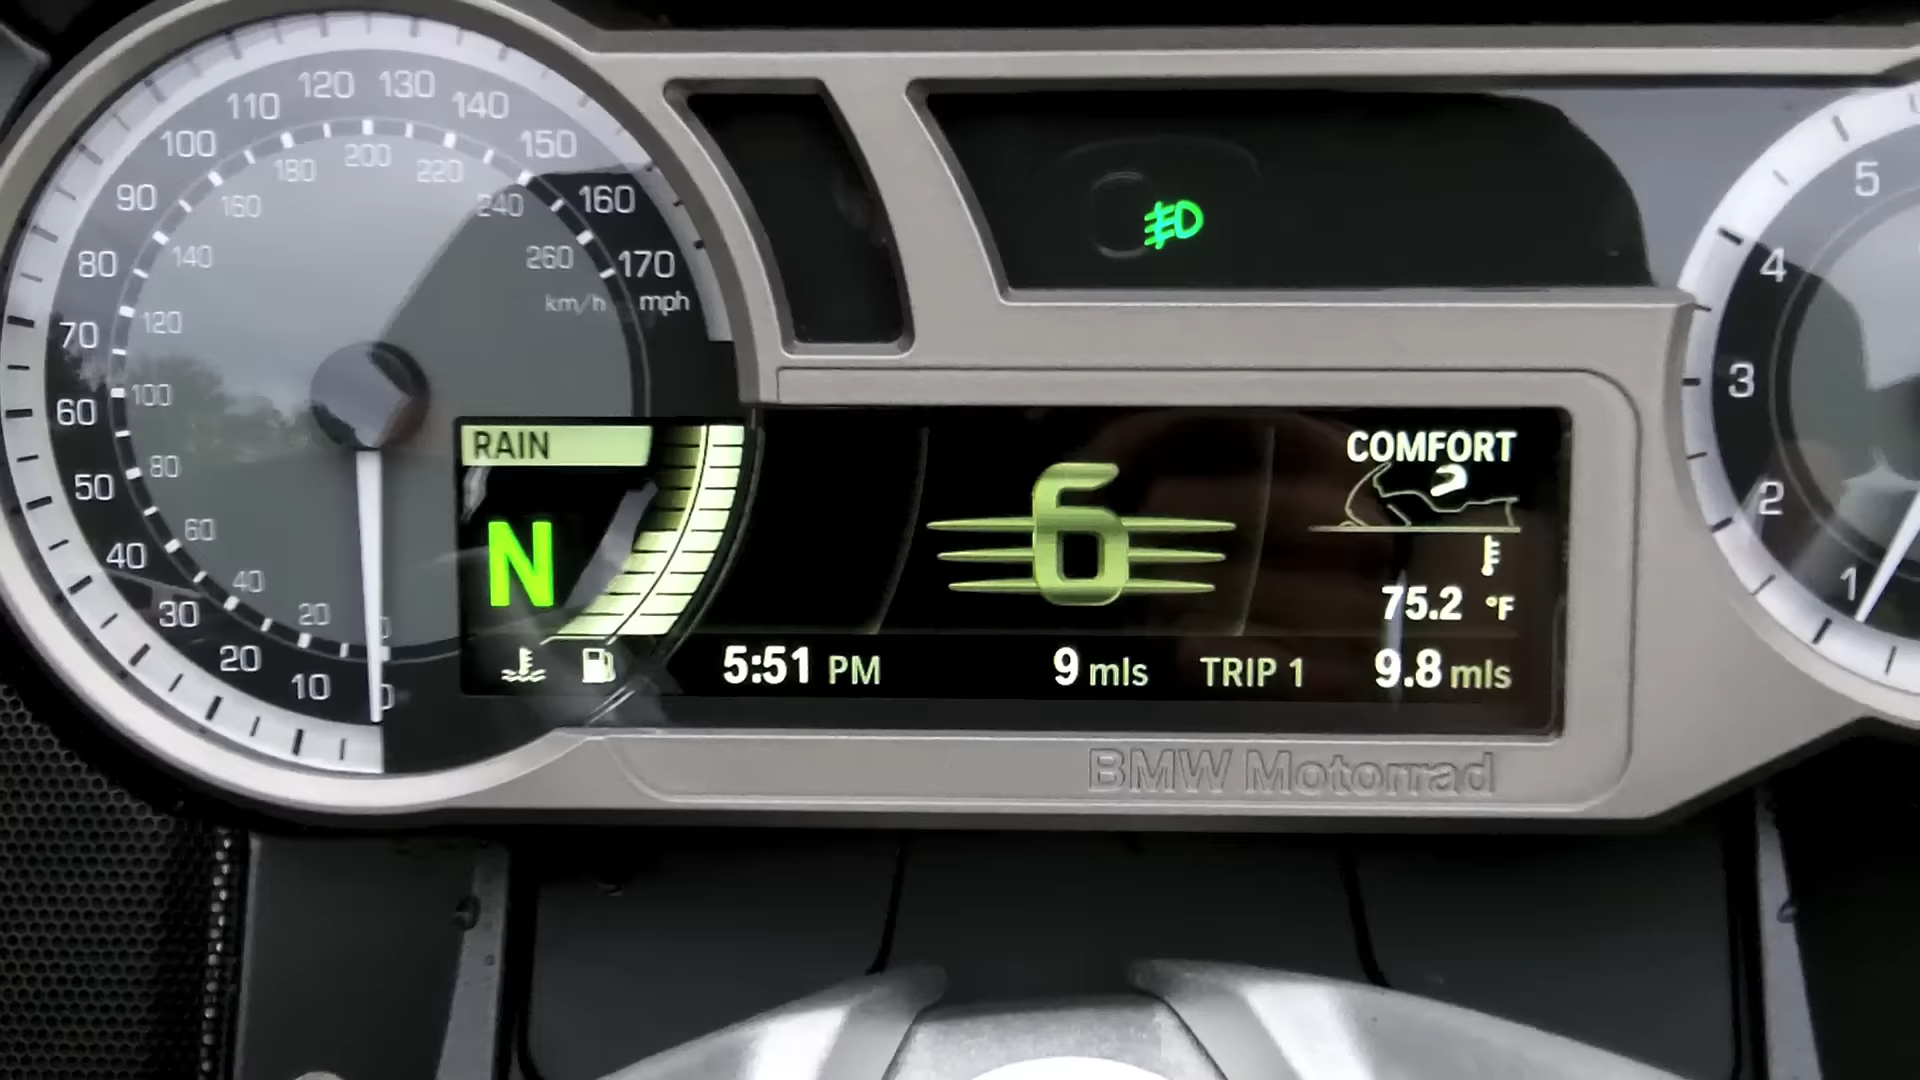 120 130
110 140
100 150
90 160
80 170
70
60
50
40
30
20
10
0
200
180 220
160 240
140 260
120
100
80
60
40
20
km/h mph
RAIN
N
6
COMFORT
75.2 °F
5:51 PM
9 mls
TRIP 1
9.8 mls
BMW Motorrad
5
4
3
2
1